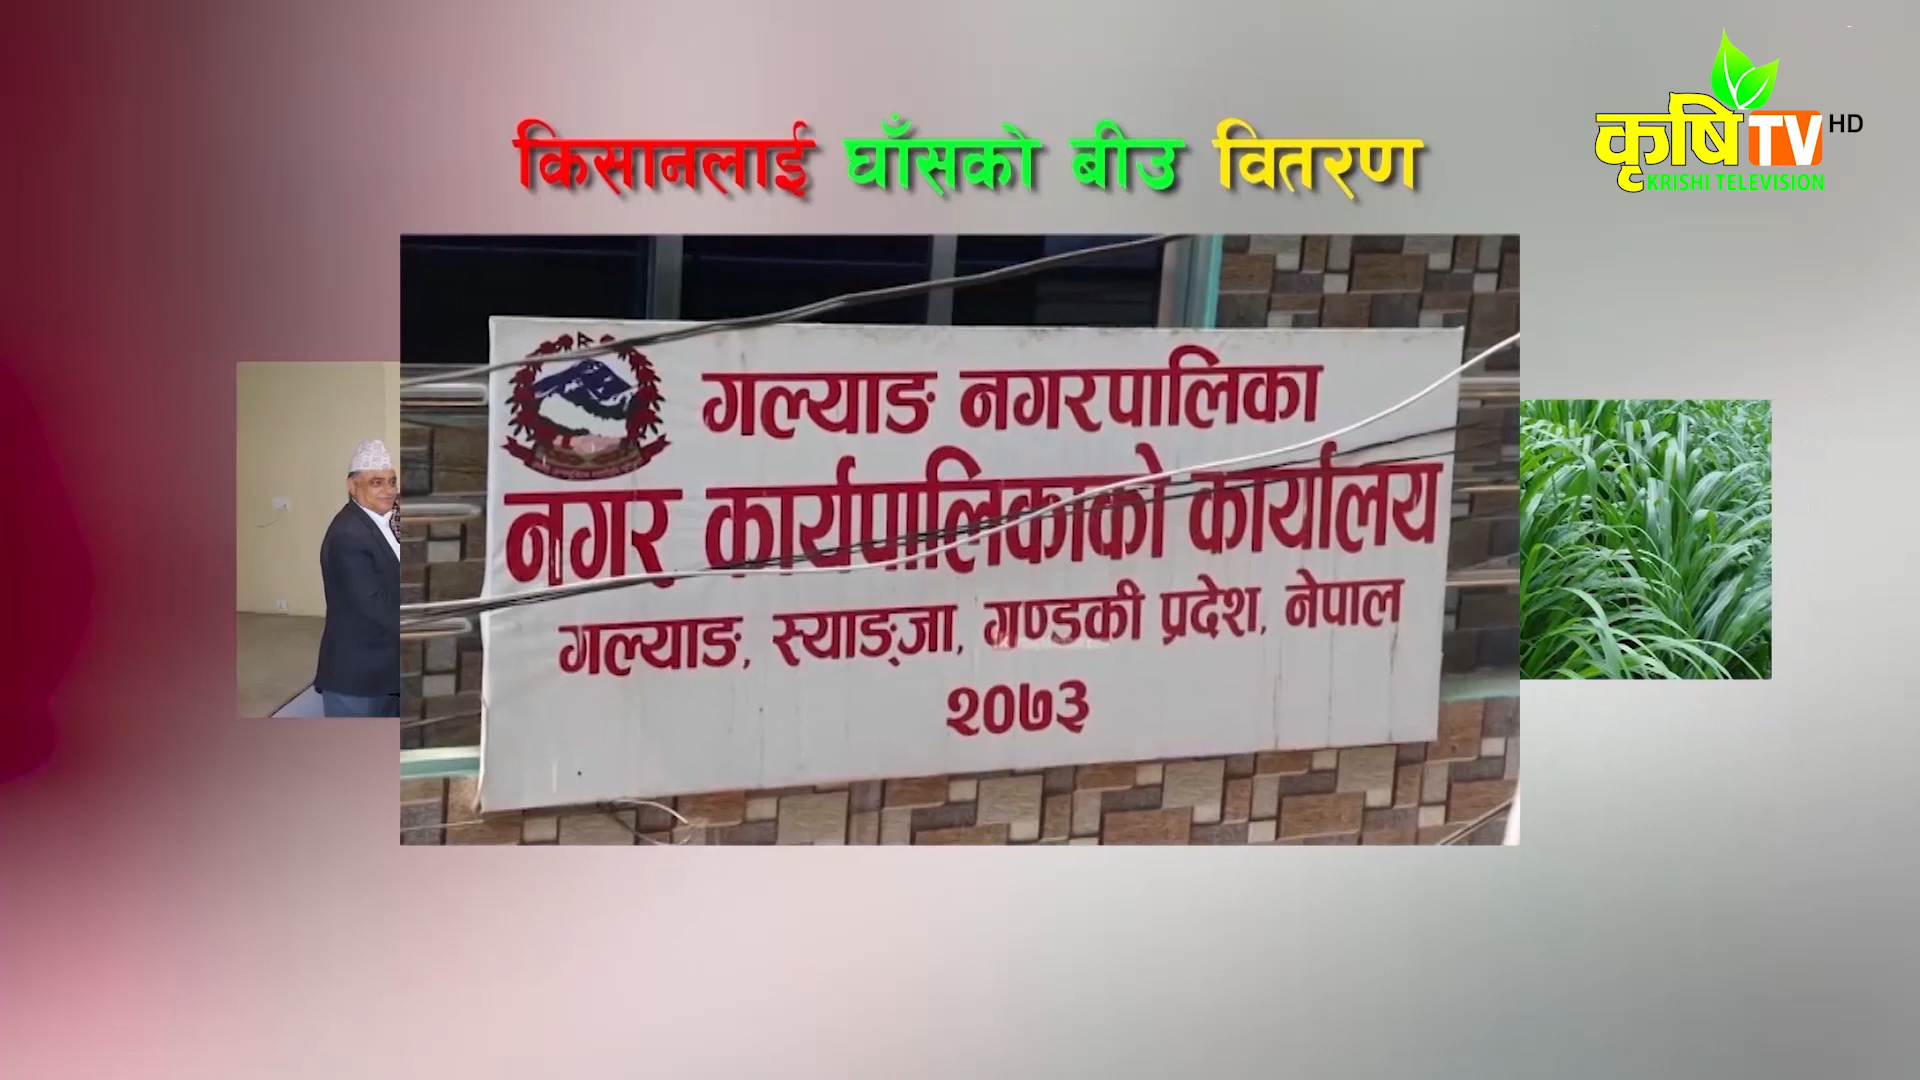 किसानलाई घाँसको बीउ वितरण
कृषि TV HD
KRISHI TELEVISION
गल्याङ नगरपालिका
नगर कार्यपालिकाको कार्यालय
गल्याङ, स्याङ्जा, गण्डकी प्रदेश, नेपाल
२०७३